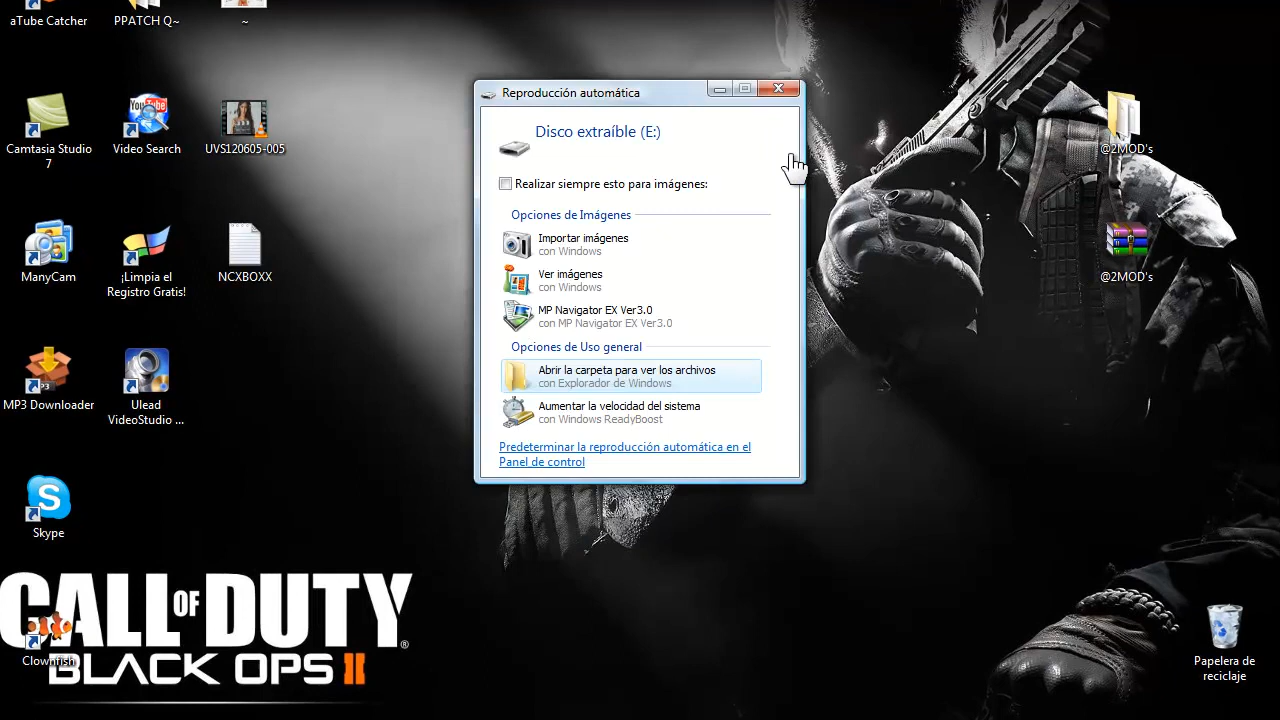 aTube Catcher
PPATCH Q~
~
Camtasia Studio
7
Video Search
UVS120605-005
ManyCam
¡Limpia el
Registro Gratis!
NCXBOXX
MP3 Downloader
Ulead
VideoStudio ...
Skype
Clownfish
CALL OF DUTY®
BLACK OPS II
Reproducción automática
Disco extraíble (E:)
Realizar siempre esto para imágenes:
Opciones de Imágenes
Importar imágenes
con Windows
Ver imágenes
con Windows
MP Navigator EX Ver3.0
con MP Navigator EX Ver3.0
Opciones de Uso general
Abrir la carpeta para ver los archivos
con Explorador de Windows
Aumentar la velocidad del sistema
con Windows ReadyBoost
Predeterminar la reproducción automática en el
Panel de control
@2MOD's
@2MOD's
Papelera de
reciclaje